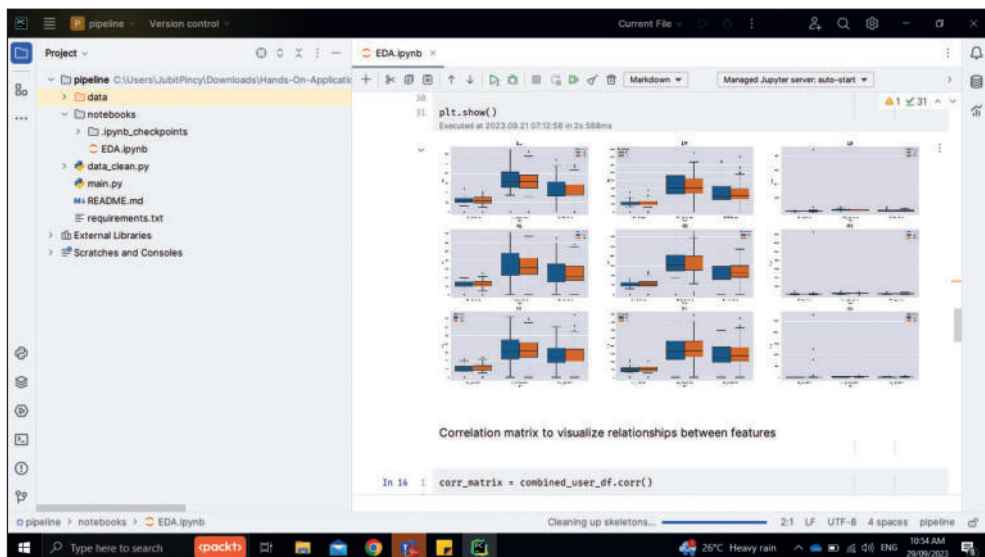 pipeline
Version control
Current File
Project
EDA.ipynb
pipeline C:\Users\JubitPincy\Downloads\Hands-On-Applicatio
data
notebooks
.ipynb_checkpoints
EDA.ipynb
data_clean.py
main.py
README.md
requirements.txt
External Libraries
Scratches and Consoles
Markdown
Managed Jupyter server: auto-start
30
31 plt.show()
1 31
Executed at 2023.09.21 07:12:58 in 2s 588ms
Correlation matrix to visualize relationships between features
In 14 1 corr_matrix = combined_user_df.corr()
pipeline > notebooks > EDA.ipynb
Cleaning up skeletons...
2:1 LF UTF-8 4 spaces pipeline
Type here to search
<packt>
26°C Heavy rain
ENG
10:54 AM
29/09/2023